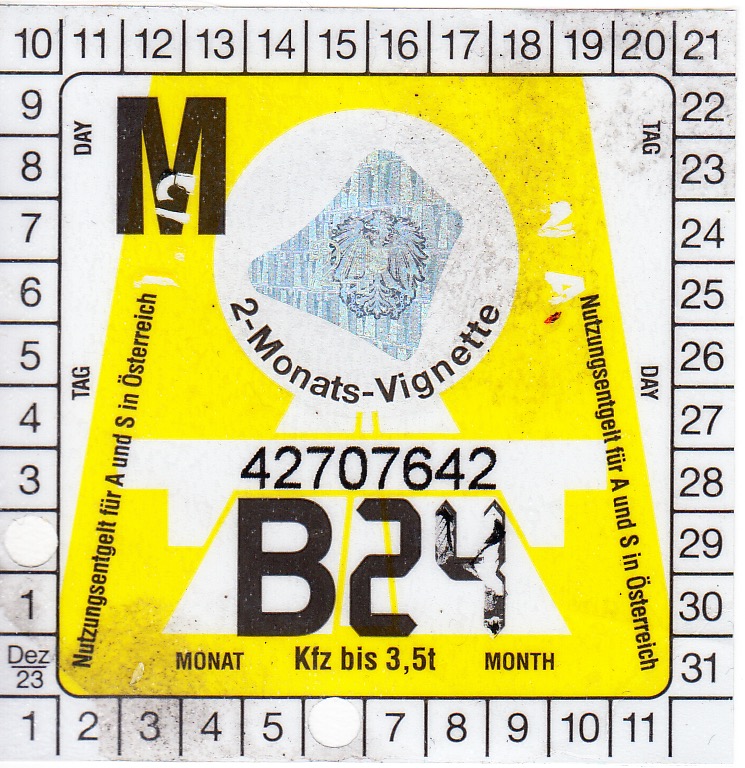 10 11 12 13 14 15 16 17 18 19 20 21
9 22
8 23
7 24
6 25
5 26
4 27
3 28
29
1 30
Dez
23
31
1 2 3 4 5 7 8 9 10 11
DAY
TAG
M
TAG
DAY
2-Monats-Vignette
Nutzungsentgelt für A und S in Österreich
Nutzungsentgelt für A und S in Österreich
42707642
B24
MONAT Kfz bis 3,5t MONTH